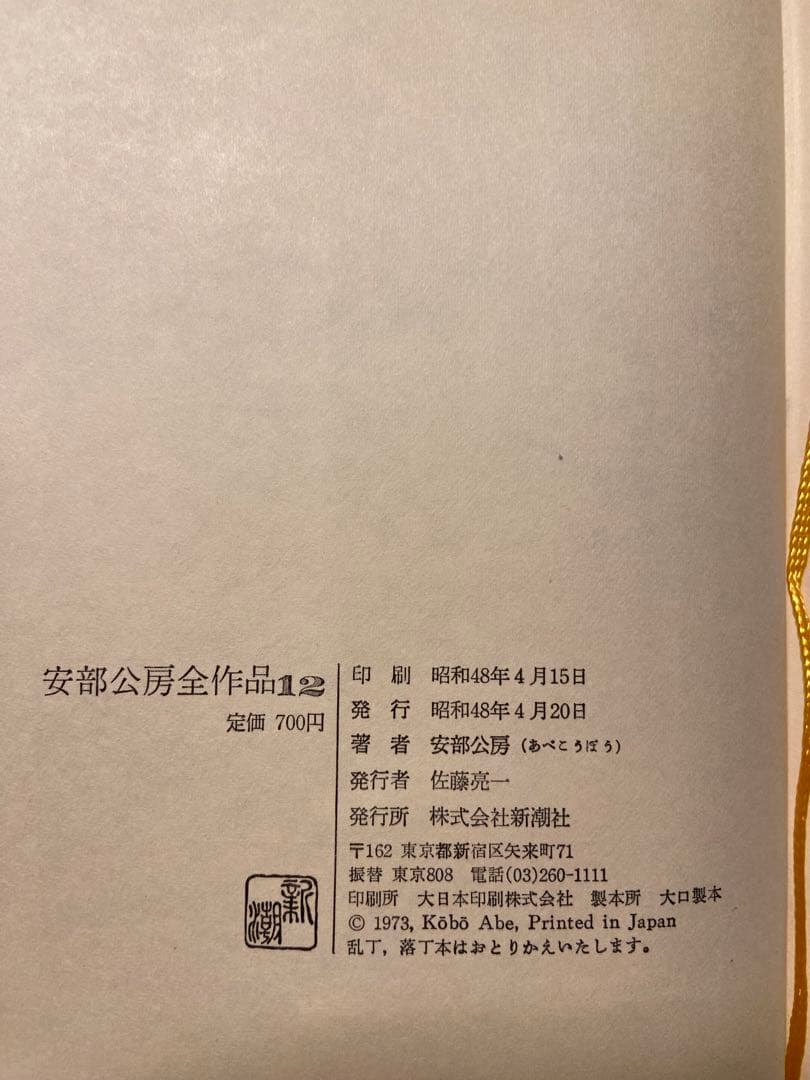 安部公房全作品12
定価 700円
印刷 昭和48年4月15日
発行 昭和48年4月20日
著者 安部公房(あべこうぼう)
発行者 佐藤亮一
発行所 株式会社新潮社
〒162 東京都新宿区矢来町71
振替 東京808 電話(03)260-1111
印刷所 大日本印刷株式会社 製本所 大口製本
© 1973, Kōbō Abe, Printed in Japan
乱丁,落丁本はおとりかえいたします。
新潮